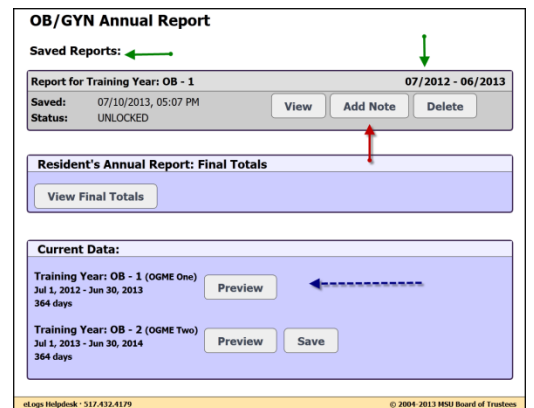 OB/GYN Annual Report
Saved Reports:
Report for Training Year: OB - 1 07/2012 - 06/2013
Saved: 07/10/2013, 05:07 PM
View Add Note Delete
Status: UNLOCKED
Resident's Annual Report: Final Totals
View Final Totals
Current Data:
Training Year: OB - 1 (OGME One)
Jul 1, 2012 - Jun 30, 2013
Preview
364 days
Training Year: OB - 2 (OGME Two)
Jul 1, 2013 - Jun 30, 2014
Preview Save
364 days
eLogs Helpdesk · 517.432.4179 © 2004-2013 MSU Board of Trustees